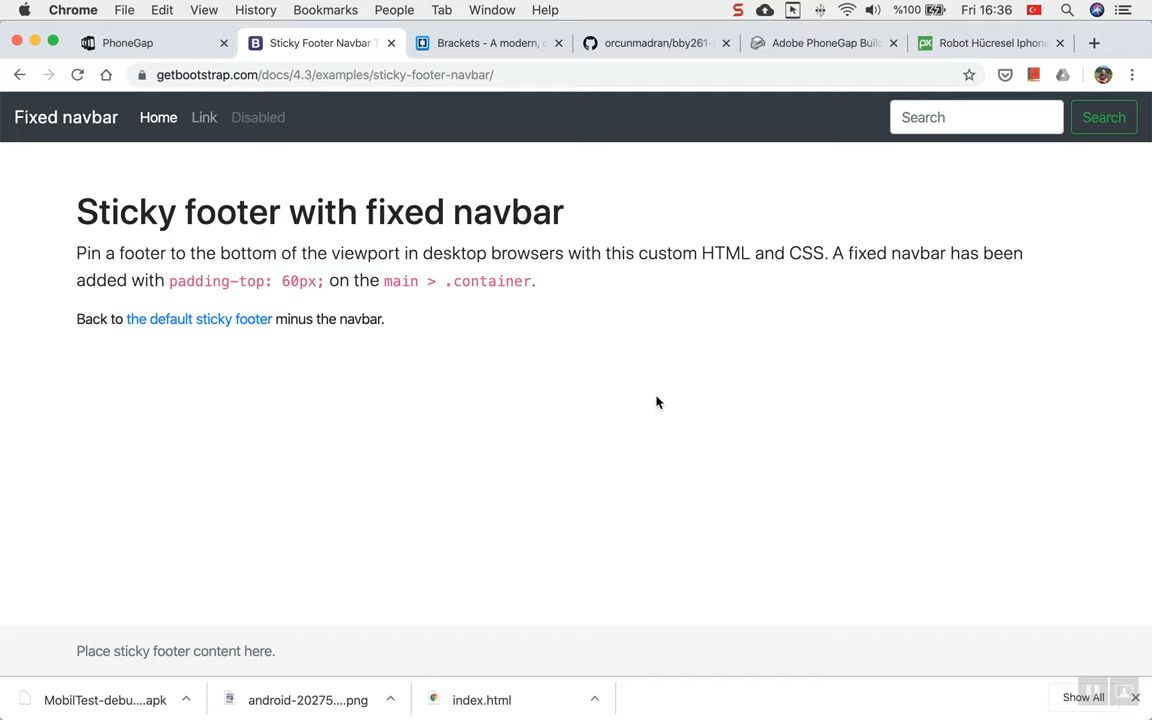 Chrome File Edit View History Bookmarks People Tab Window Help S %100 Fri 16:36
PhoneGap Sticky Footer Navbar T Brackets - A modern, o orcunmadran/bby261- Adobe PhoneGap Buil px Robot Hücresel Iphone
getbootstrap.com/docs/4.3/examples/sticky-footer-navbar/
Fixed navbar Home Link Disabled Search Search
Sticky footer with fixed navbar
Pin a footer to the bottom of the viewport in desktop browsers with this custom HTML and CSS. A fixed navbar has been
added with padding-top: 60px; on the main > .container.
Back to the default sticky footer minus the navbar.
Place sticky footer content here.
MobilTest-debu....apk android-20275....png index.html Show All